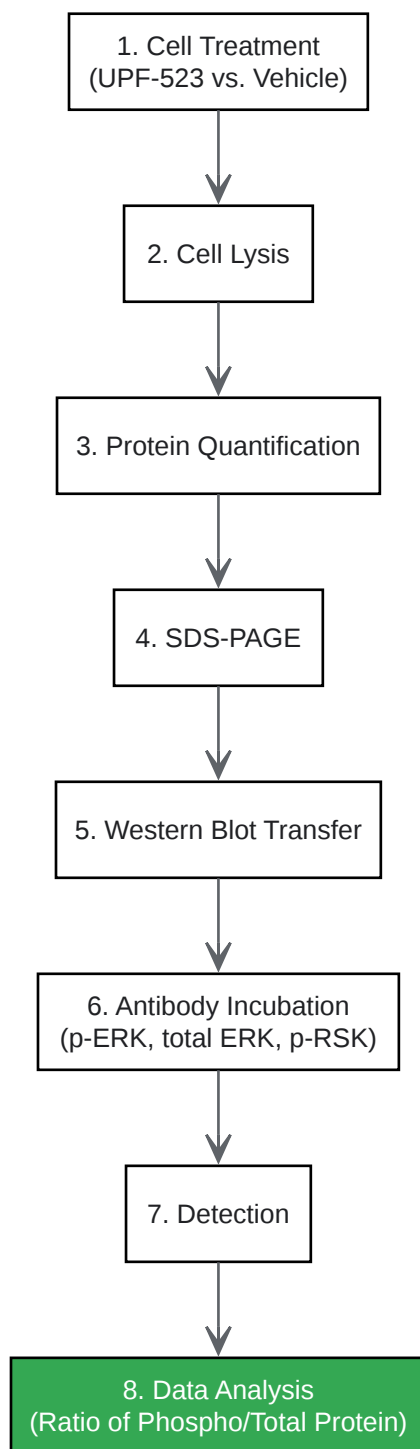 1. Cell Treatment
(UPF-523 vs. Vehicle)
2. Cell Lysis
3. Protein Quantification
4. SDS-PAGE
5. Western Blot Transfer
6. Antibody Incubation
(p-ERK, total ERK, p-RSK)
7. Detection
8. Data Analysis
(Ratio of Phospho/Total Protein)